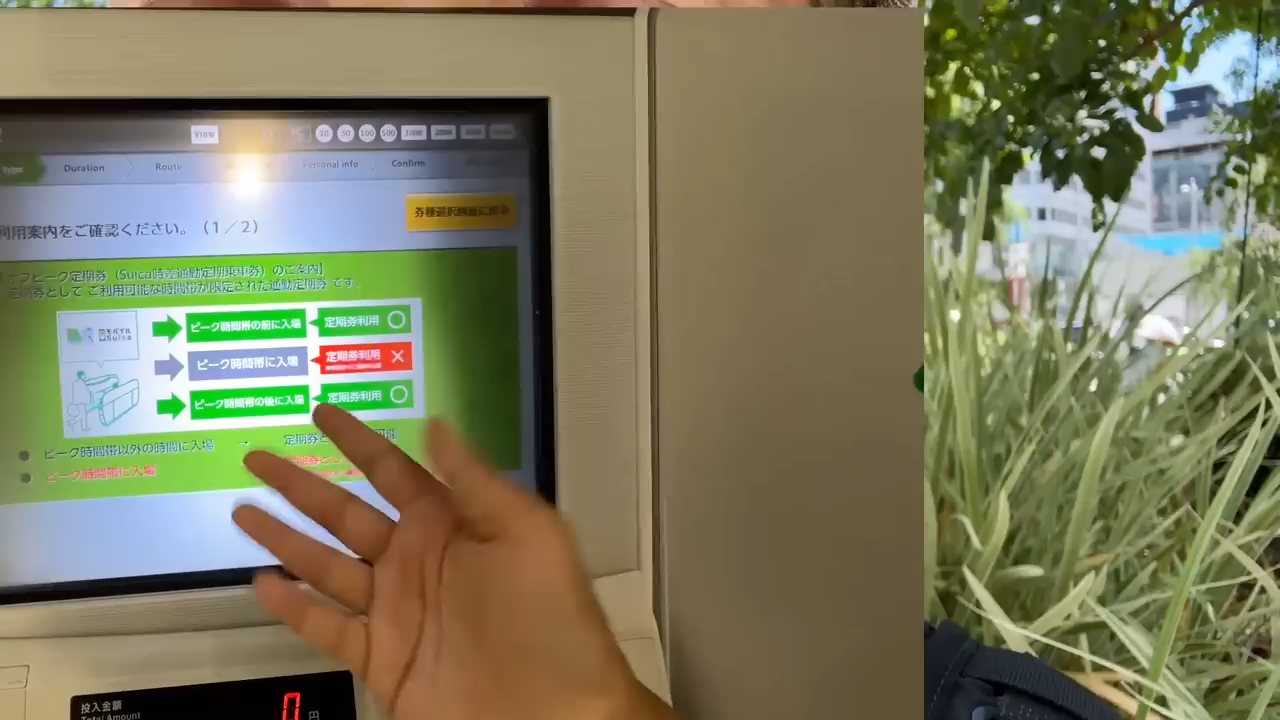 VIEW
10 50 100 500 1000
Type Duration Route Personal info Confirm
利用案内をご確認ください。（1／2）
券種選択画面に戻る
オフピーク定期券（Suica時差通勤定期乗車券）のご案内】
定期券として ご利用可能な時間帯が限定された通勤定期券 です。
モバイル
Suica
ピーク時間帯の前に入場 定期券利用 ○
ピーク時間帯に入場 定期券利用 ×
ピーク時間帯の後に入場 定期券利用 ○
● ピーク時間帯以外の時間に入場 → 定期券と 可能
● ピーク時間帯に入場
投入金額
Total Amount
0 円